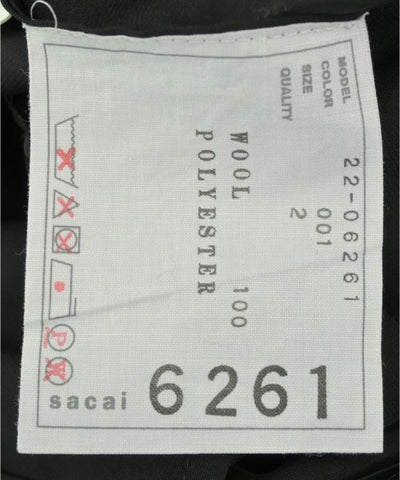 MODEL 22-06261
COLOR 001
SIZE 2
QUALITY
WOOL 100
POLYESTER
P
W
sacai 6261